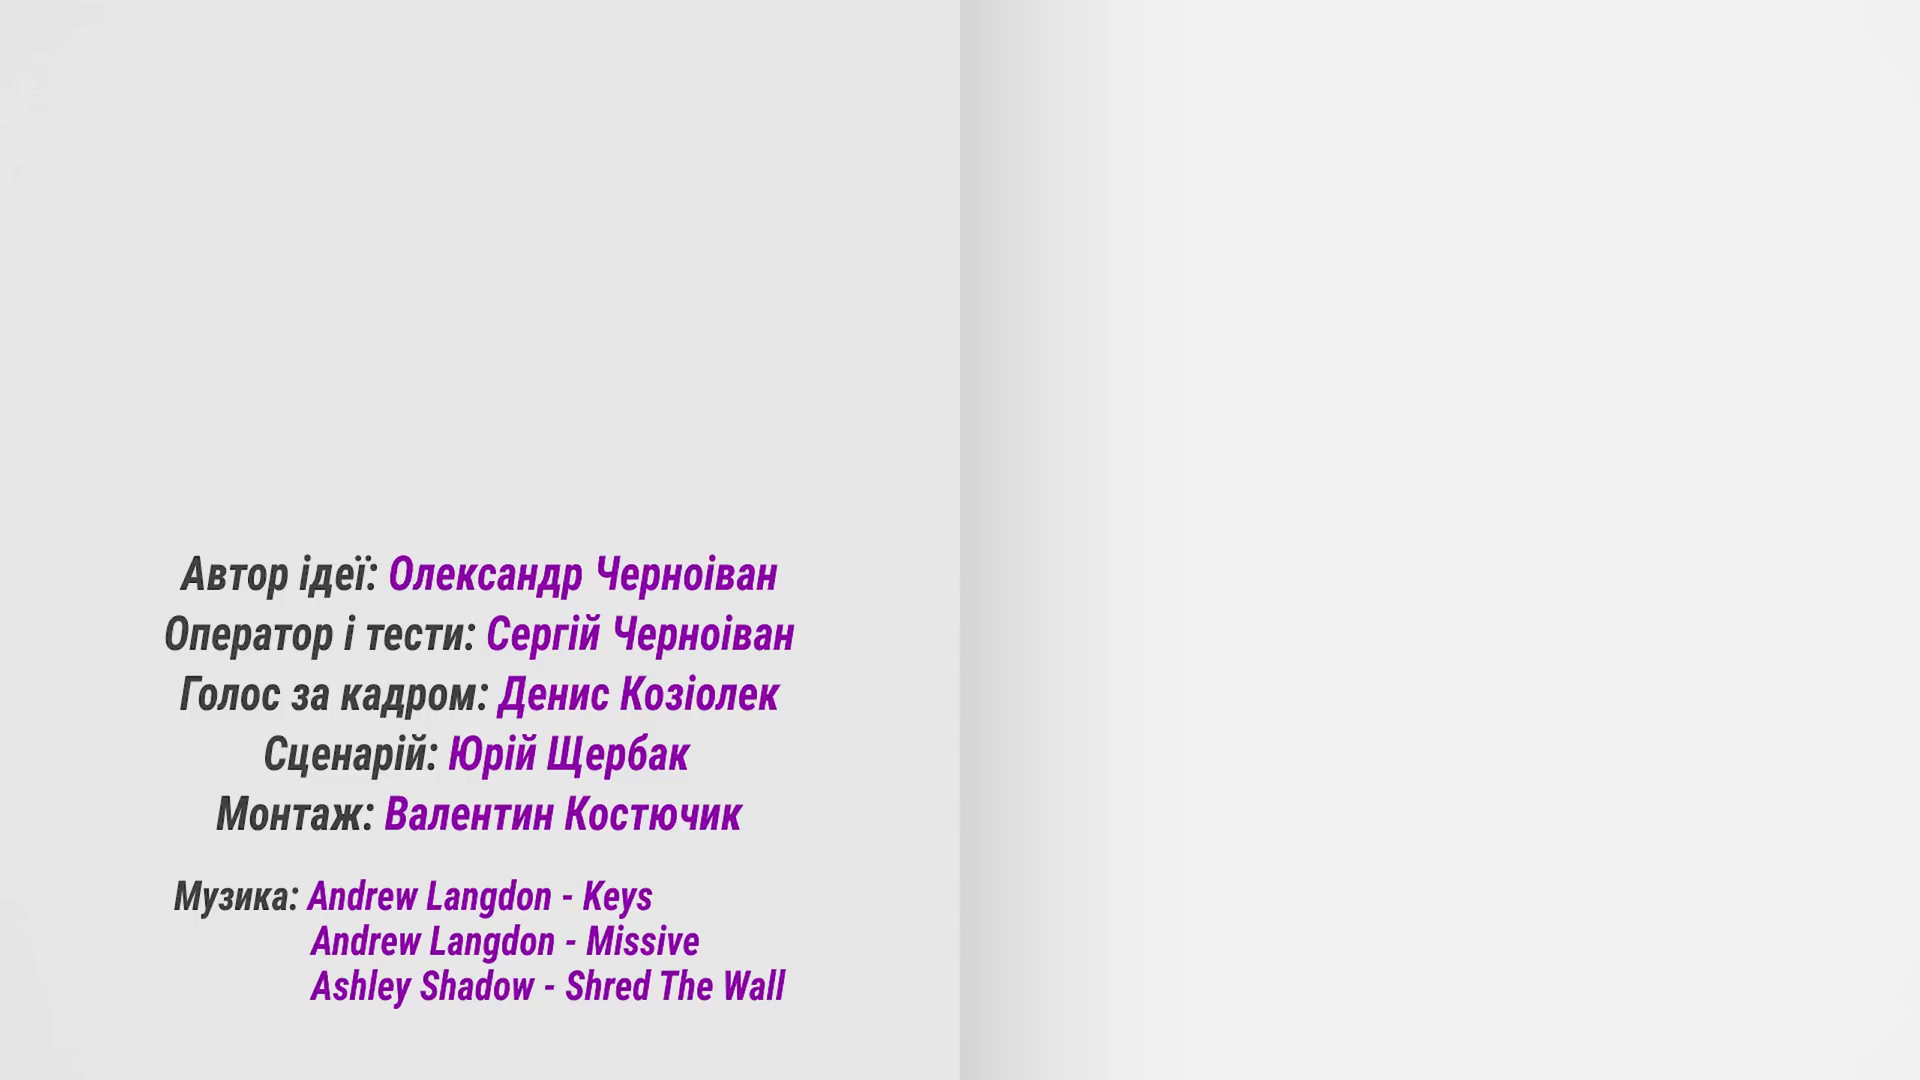 Автор ідеї: Олександр Черноіван
Оператор і тести: Сергій Черноіван
Голос за кадром: Денис Козіолек
Сценарій: Юрій Щербак
Монтаж: Валентин Костючик
Музика: Andrew Langdon - Keys
Andrew Langdon - Missive
Ashley Shadow - Shred The Wall